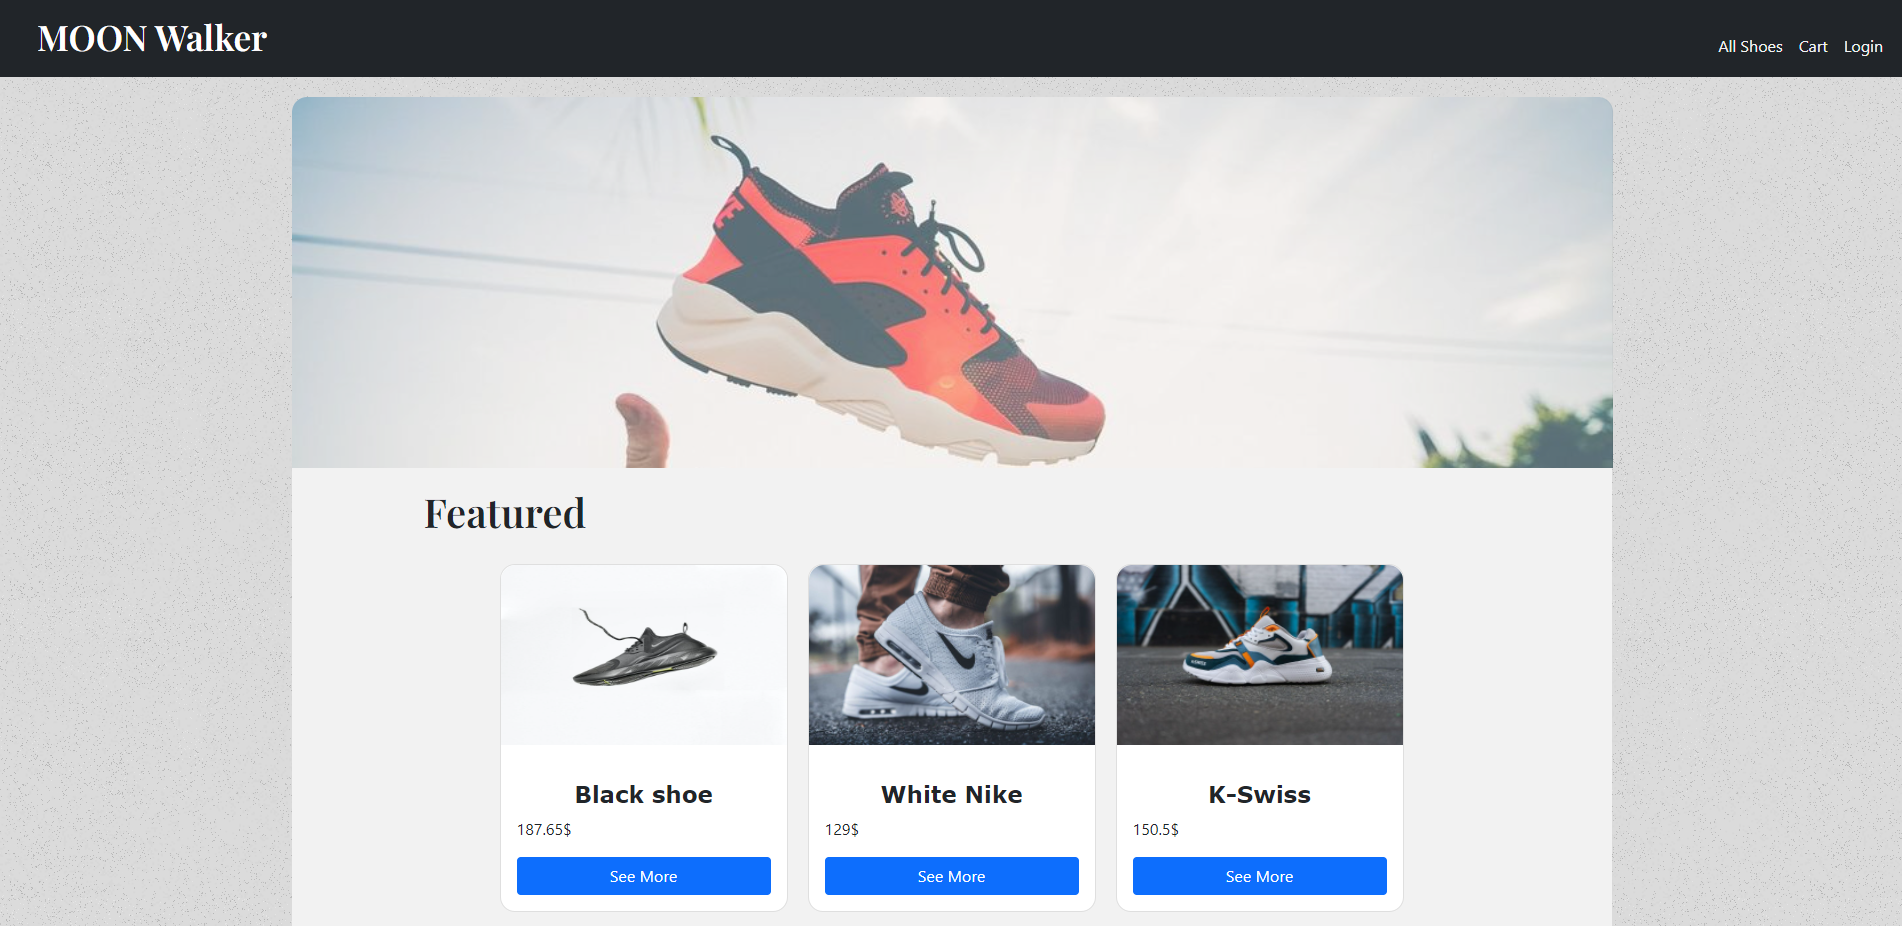 MOON Walker
All Shoes Cart Login
Featured
Black shoe
187.65$
See More
White Nike
129$
See More
K-Swiss
150.5$
See More